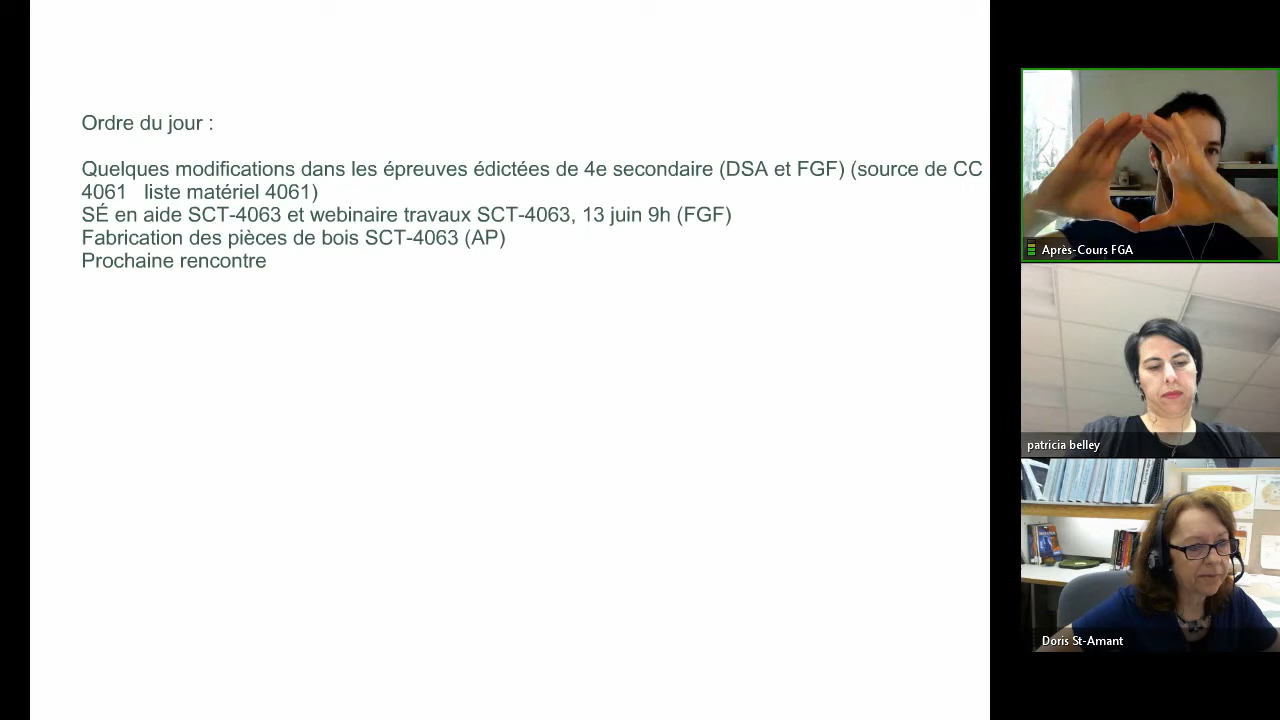 Ordre du jour :
Quelques modifications dans les épreuves édictées de 4e secondaire (DSA et FGF) (source de CC
4061   liste matériel 4061)
SÉ en aide SCT-4063 et webinaire travaux SCT-4063, 13 juin 9h (FGF)
Fabrication des pièces de bois SCT-4063 (AP)
Prochaine rencontre
Après-Cours FGA
patricia belley
Doris St-Amant